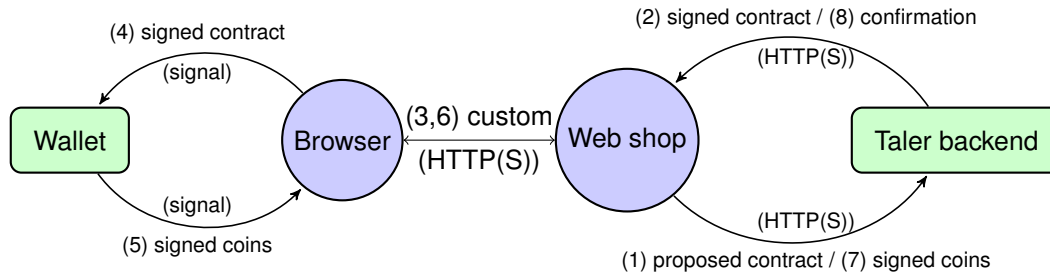 (4) signed contract
(signal)
(2) signed contract / (8) confirmation
(HTTP(S))
Wallet
Browser
(3,6) custom
(HTTP(S))
Web shop
Taler backend
(signal)
(5) signed coins
(HTTP(S))
(1) proposed contract / (7) signed coins